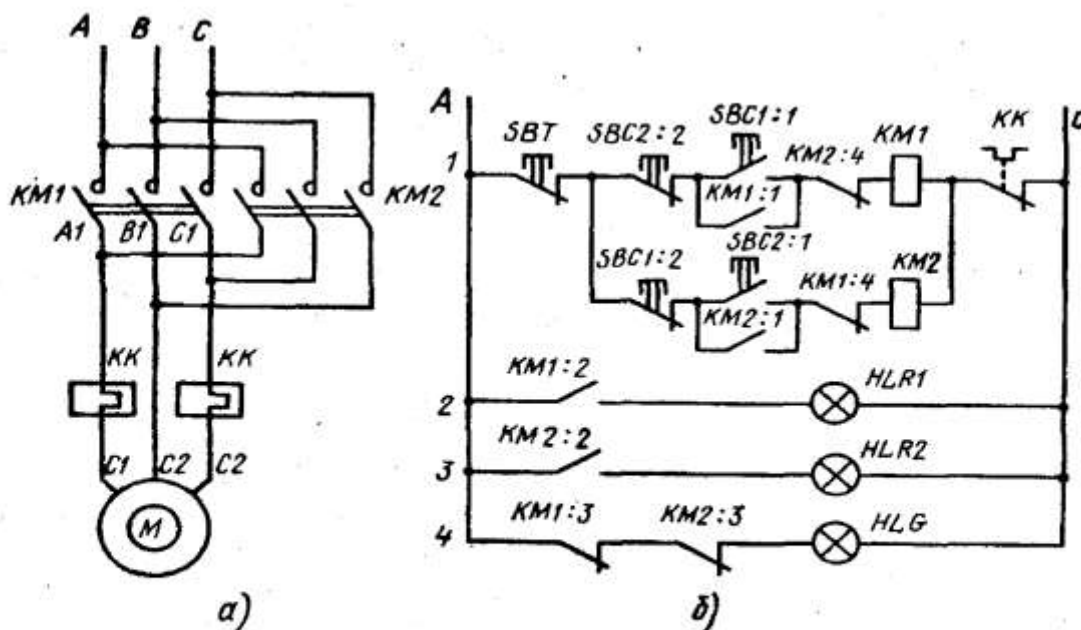 A B C
KM1 KM2
A1 B1 C1
KK KK
C1 C2 C2
M
а)
A
1 SBT SBC2:2 SBC1:1 KM2:4 KM1 KK
KM1:1
SBC1:2 SBC2:1 KM1:4 KM2
KM2:1
2 KM1:2 HLR1
3 KM2:2 HLR2
4 KM1:3 KM2:3 HLG
б)